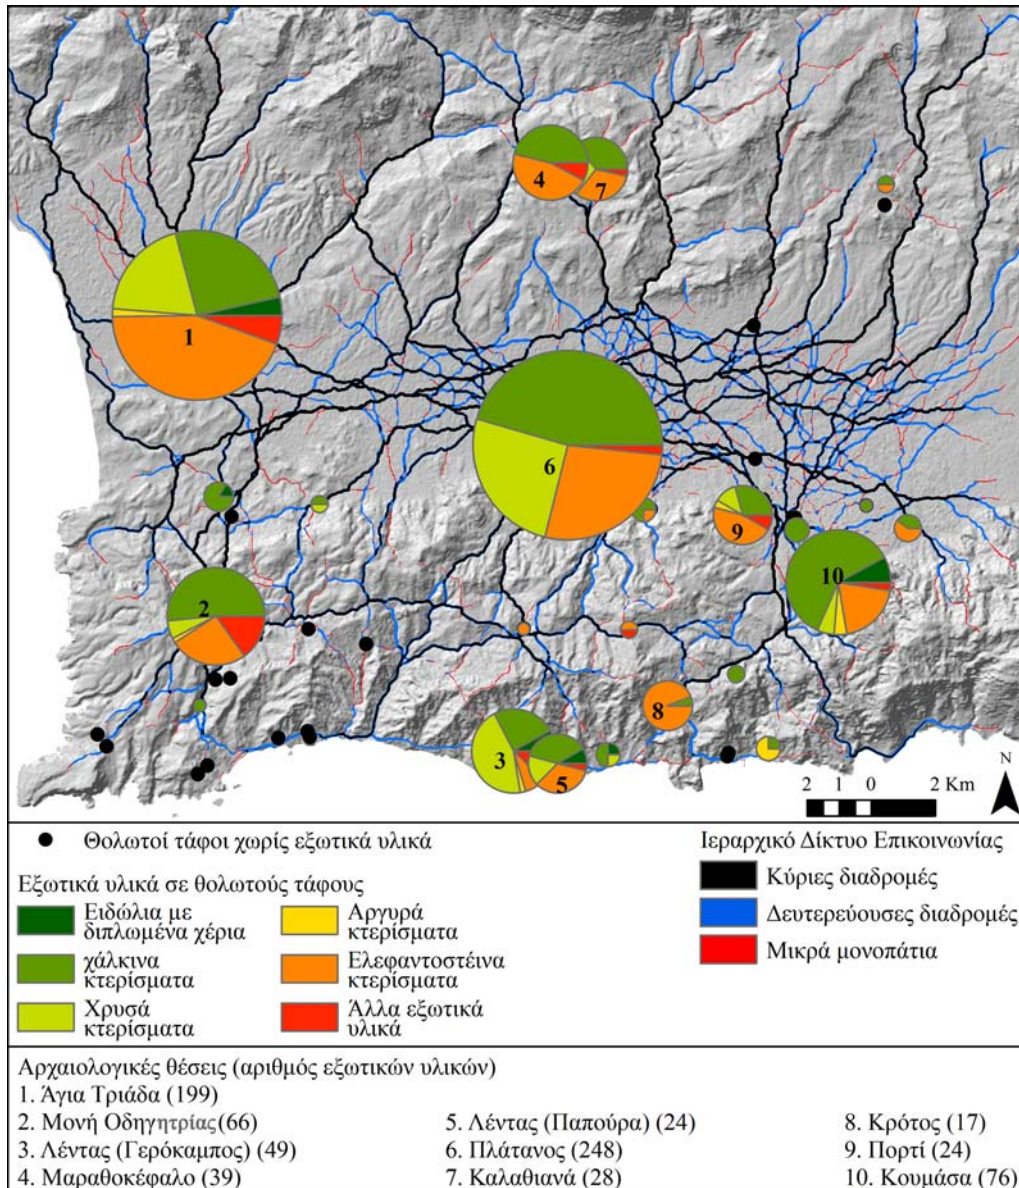 4
7
1
6
9
10
2
8
3
5
N
2 1 0 2 Km
Θολωτοί τάφοι χωρίς εξωτικά υλικά
Εξωτικά υλικά σε θολωτούς τάφους
Ειδώλια με
διπλωμένα χέρια
χάλκινα
κτερίσματα
Χρυσά
κτερίσματα
Αργυρά
κτερίσματα
Ελεφαντοστέινα
κτερίσματα
Άλλα εξωτικά
υλικά
Ιεραρχικό Δίκτυο Επικοινωνίας
Κύριες διαδρομές
Δευτερεύουσες διαδρομές
Μικρά μονοπάτια
Αρχαιολογικές θέσεις (αριθμός εξωτικών υλικών)
1. Άγια Τριάδα (199)
2. Μονή Οδηγητρίας(66)
3. Λέντας (Γερόκαμπος) (49)
4. Μαραθοκέφαλο (39)
5. Λέντας (Παπούρα) (24)
6. Πλάτανος (248)
7. Καλαθιανά (28)
8. Κρότος (17)
9. Πορτί (24)
10. Κουμάσα (76)